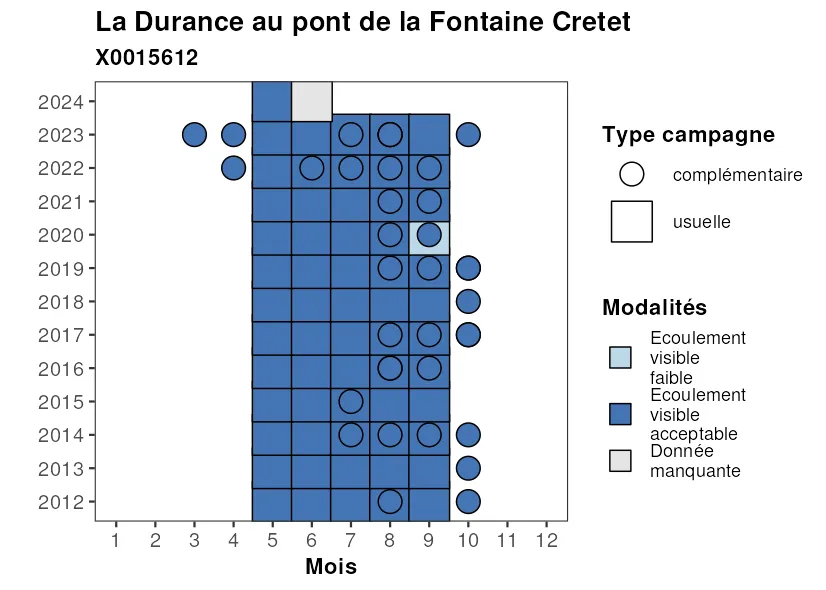 La Durance au pont de la Fontaine Cretet
X0015612
2024
2023
2022
2021
2020
2019
2018
2017
2016
2015
2014
2013
2012
1 2 3 4 5 6 7 8 9 10 11 12
Mois
Type campagne
complémentaire
usuelle
Modalités
Ecoulement
visible
faible
Ecoulement
visible
acceptable
Donnée
manquante